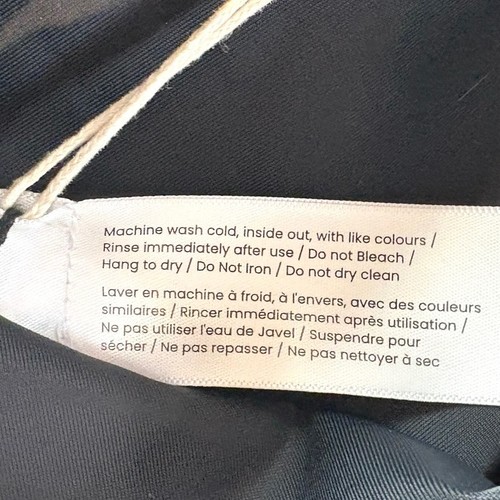 Machine wash cold, inside out, with like colours /
Rinse immediately after use / Do not Bleach /
Hang to dry / Do Not Iron / Do not dry clean
Laver en machine à froid, à l'envers, avec des couleurs
similaires / Rincer immédiatement après utilisation /
Ne pas utiliser l'eau de Javel / Suspendre pour
sécher / Ne pas repasser / Ne pas nettoyer à sec